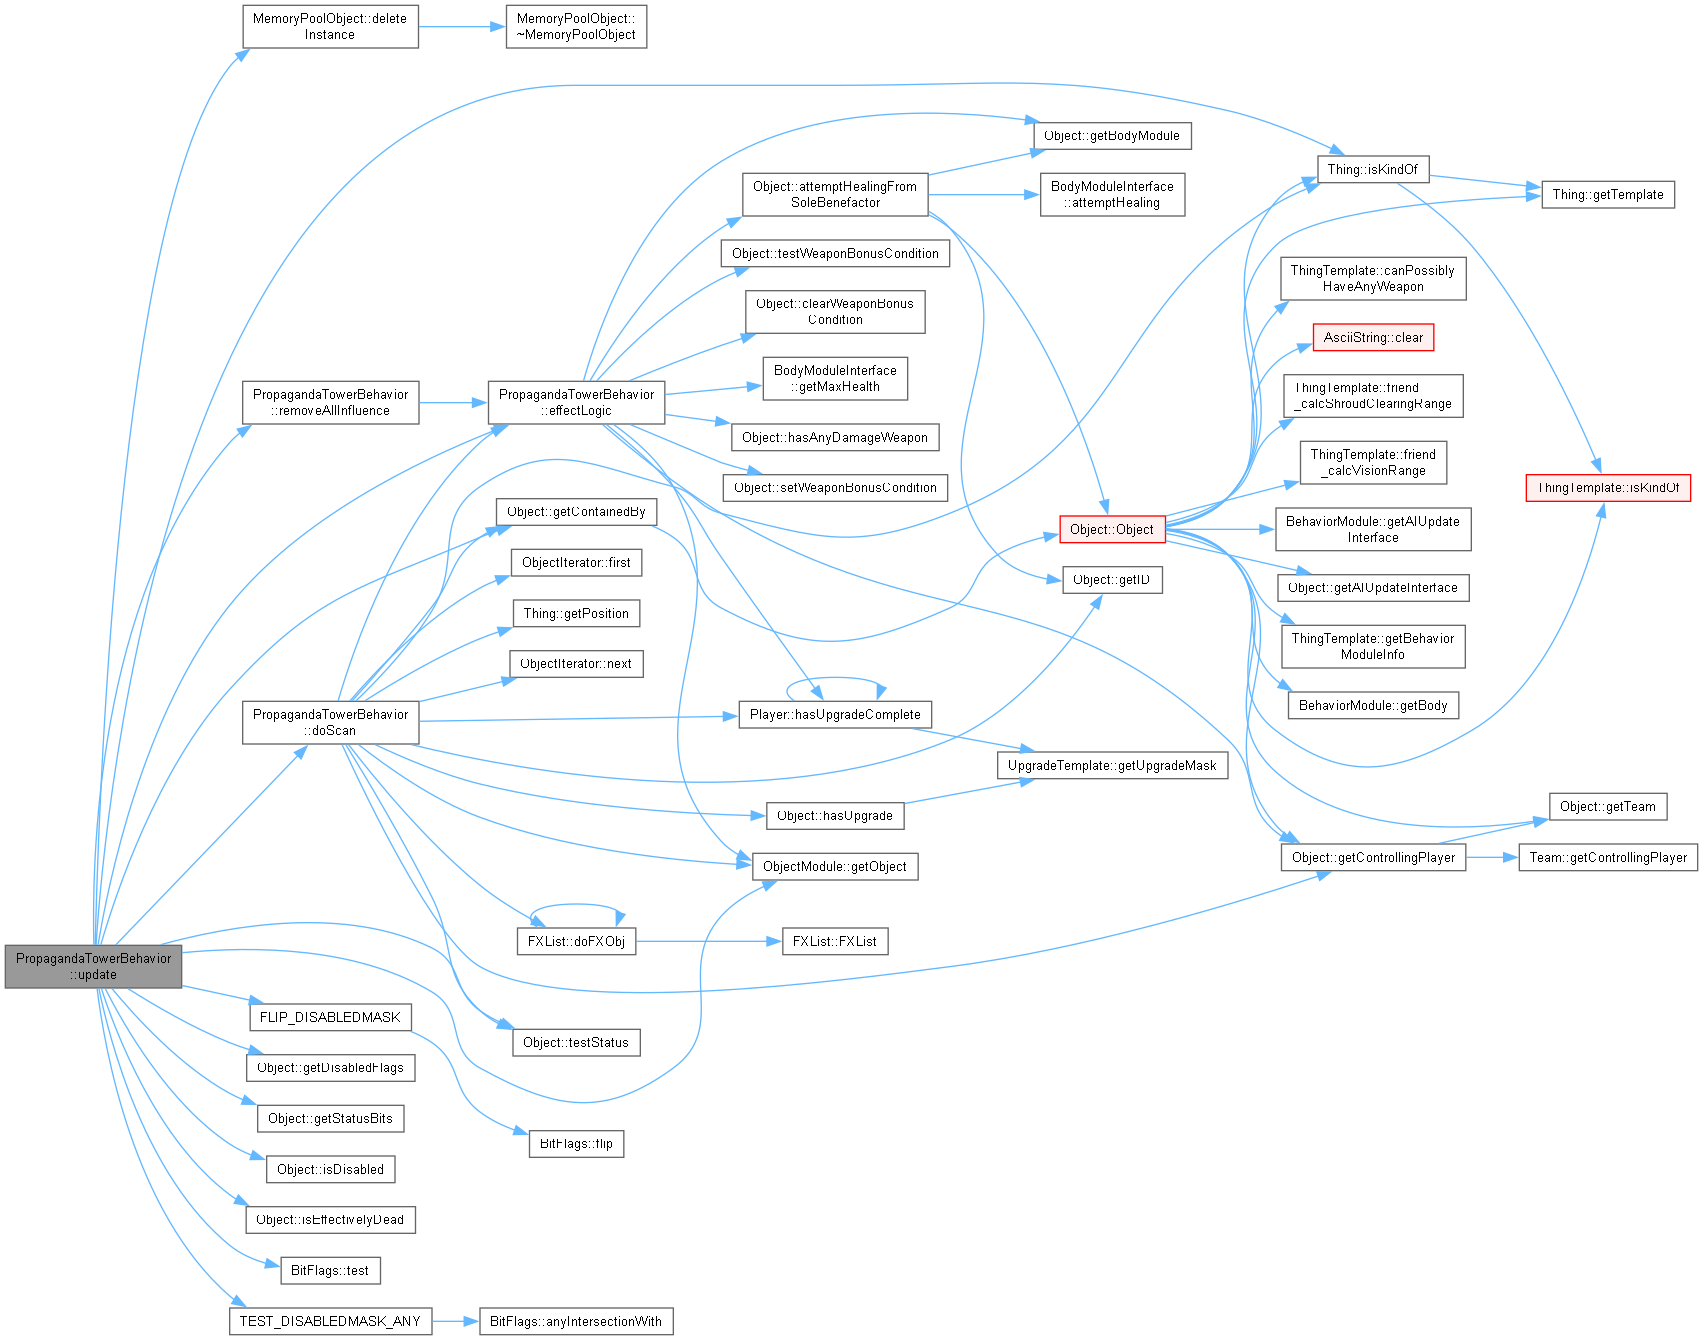 MemoryPoolObject::delete
Instance
MemoryPoolObject::
~MemoryPoolObject
Object::getBodyModule
Thing::isKindOf
Object::attemptHealingFrom
SoleBenefactor
BodyModuleInterface
::attemptHealing
Thing::getTemplate
Object::testWeaponBonusCondition
ThingTemplate::canPossibly
HaveAnyWeapon
Object::clearWeaponBonus
Condition
AsciiString::clear
BodyModuleInterface
::getMaxHealth
ThingTemplate::friend
_calcShroudClearingRange
PropagandaTowerBehavior
::removeAllInfluence
PropagandaTowerBehavior
::effectLogic
Object::hasAnyDamageWeapon
ThingTemplate::friend
_calcVisionRange
Object::setWeaponBonusCondition
ThingTemplate::isKindOf
Object::getContainedBy
Object::Object
BehaviorModule::getAIUpdate
Interface
ObjectIterator::first
Object::getID
Object::getAIUpdateInterface
Thing::getPosition
ThingTemplate::getBehavior
ModuleInfo
ObjectIterator::next
BehaviorModule::getBody
PropagandaTowerBehavior
::doScan
Player::hasUpgradeComplete
UpgradeTemplate::getUpgradeMask
Object::hasUpgrade
Object::getTeam
ObjectModule::getObject
Object::getControllingPlayer
Team::getControllingPlayer
FXList::doFXObj
FXList::FXList
PropagandaTowerBehavior
::update
FLIP_DISABLEDMASK
Object::testStatus
Object::getDisabledFlags
Object::getStatusBits
BitFlags::flip
Object::isDisabled
Object::isEffectivelyDead
BitFlags::test
TEST_DISABLEDMASK_ANY
BitFlags::anyIntersectionWith